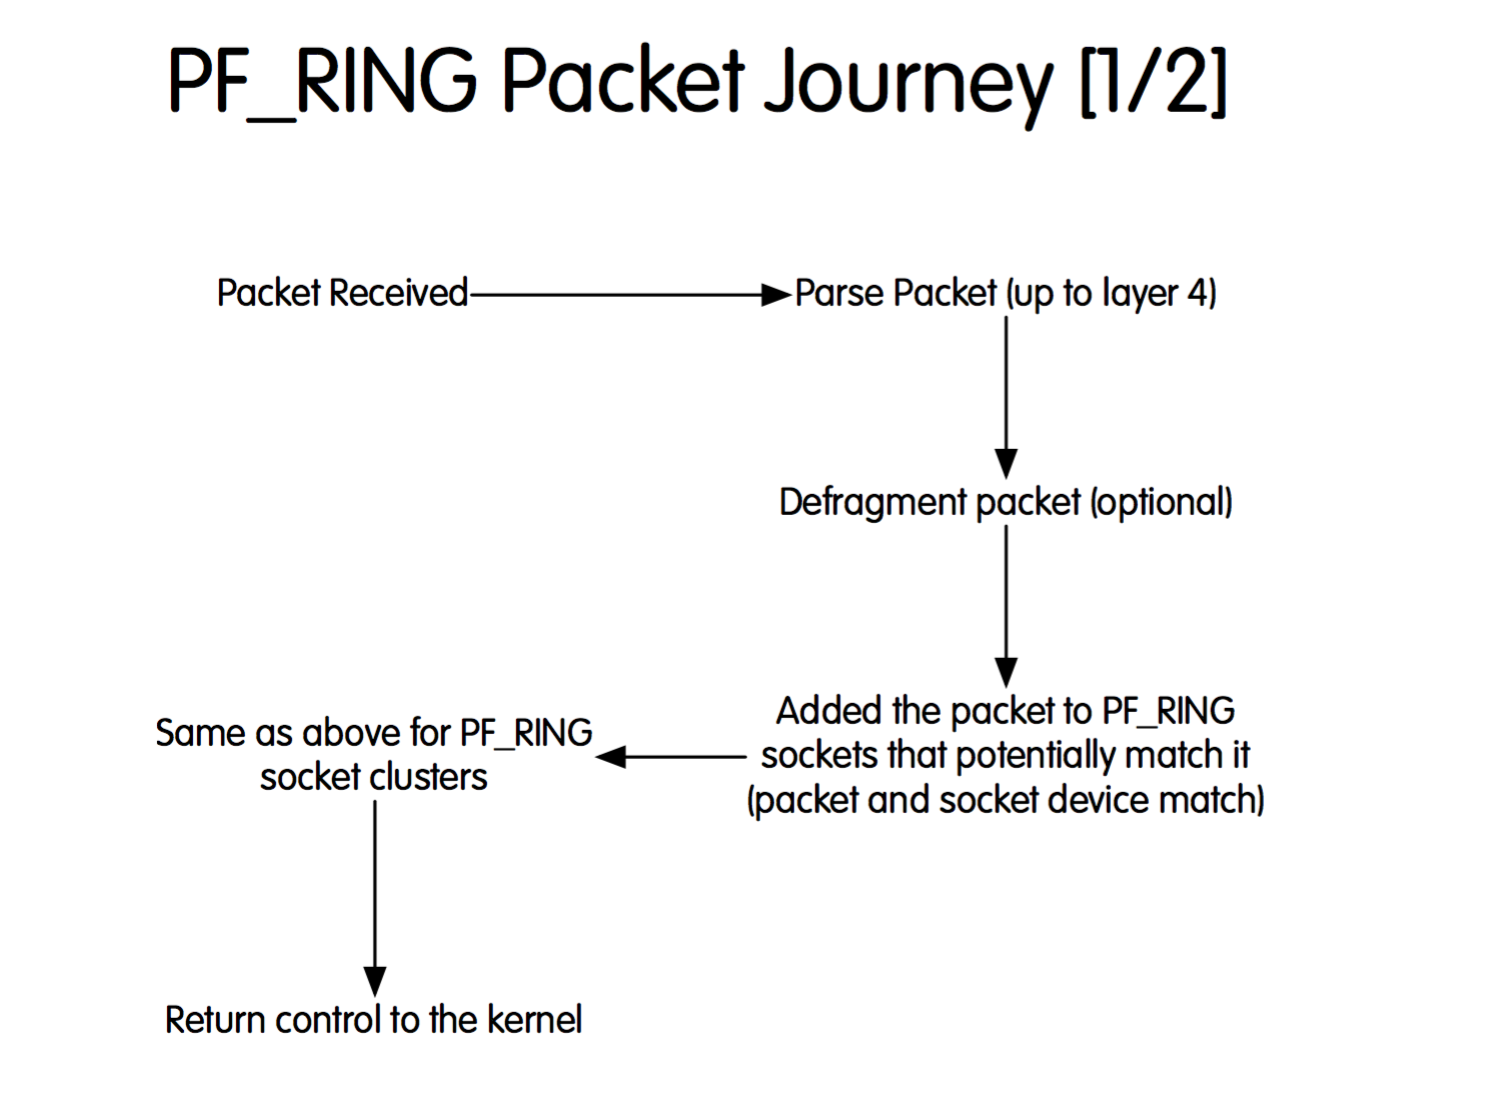 PF_RING Packet Journey [1/2]
Packet Received
Parse Packet (up to layer 4)
Defragment packet (optional)
Added the packet to PF_RING
sockets that potentially match it
(packet and socket device match)
Same as above for PF_RING
socket clusters
Return control to the kernel